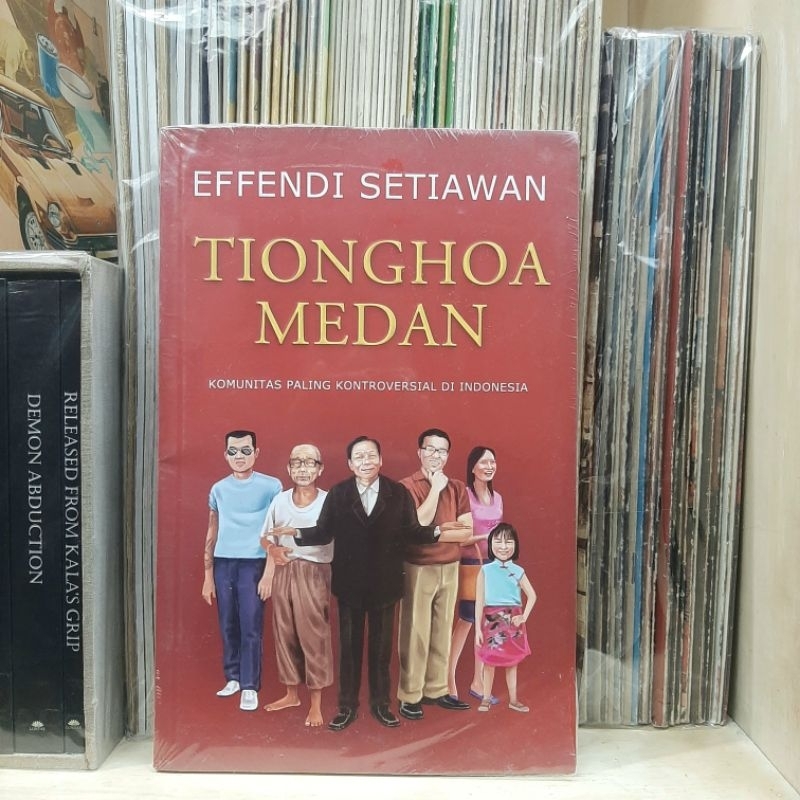 EFFENDI SETIAWAN
TIONGHOA
MEDAN
KOMUNITAS PALING KONTROVERSIAL DI INDONESIA
RELEASED FROM KALA'S GRIP
DEMON ABDUCTION